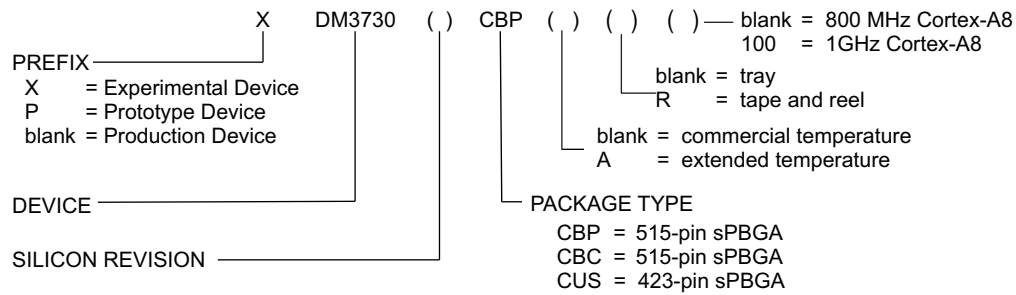 X DM3730 ( ) CBP ( ) ( ) ( ) blank = 800 MHz Cortex-A8
100 = 1GHz Cortex-A8
PREFIX
X = Experimental Device
P = Prototype Device
blank = Production Device
blank = tray
R = tape and reel
blank = commercial temperature
A = extended temperature
DEVICE
PACKAGE TYPE
CBP = 515-pin sPBGA
CBC = 515-pin sPBGA
CUS = 423-pin sPBGA
SILICON REVISION